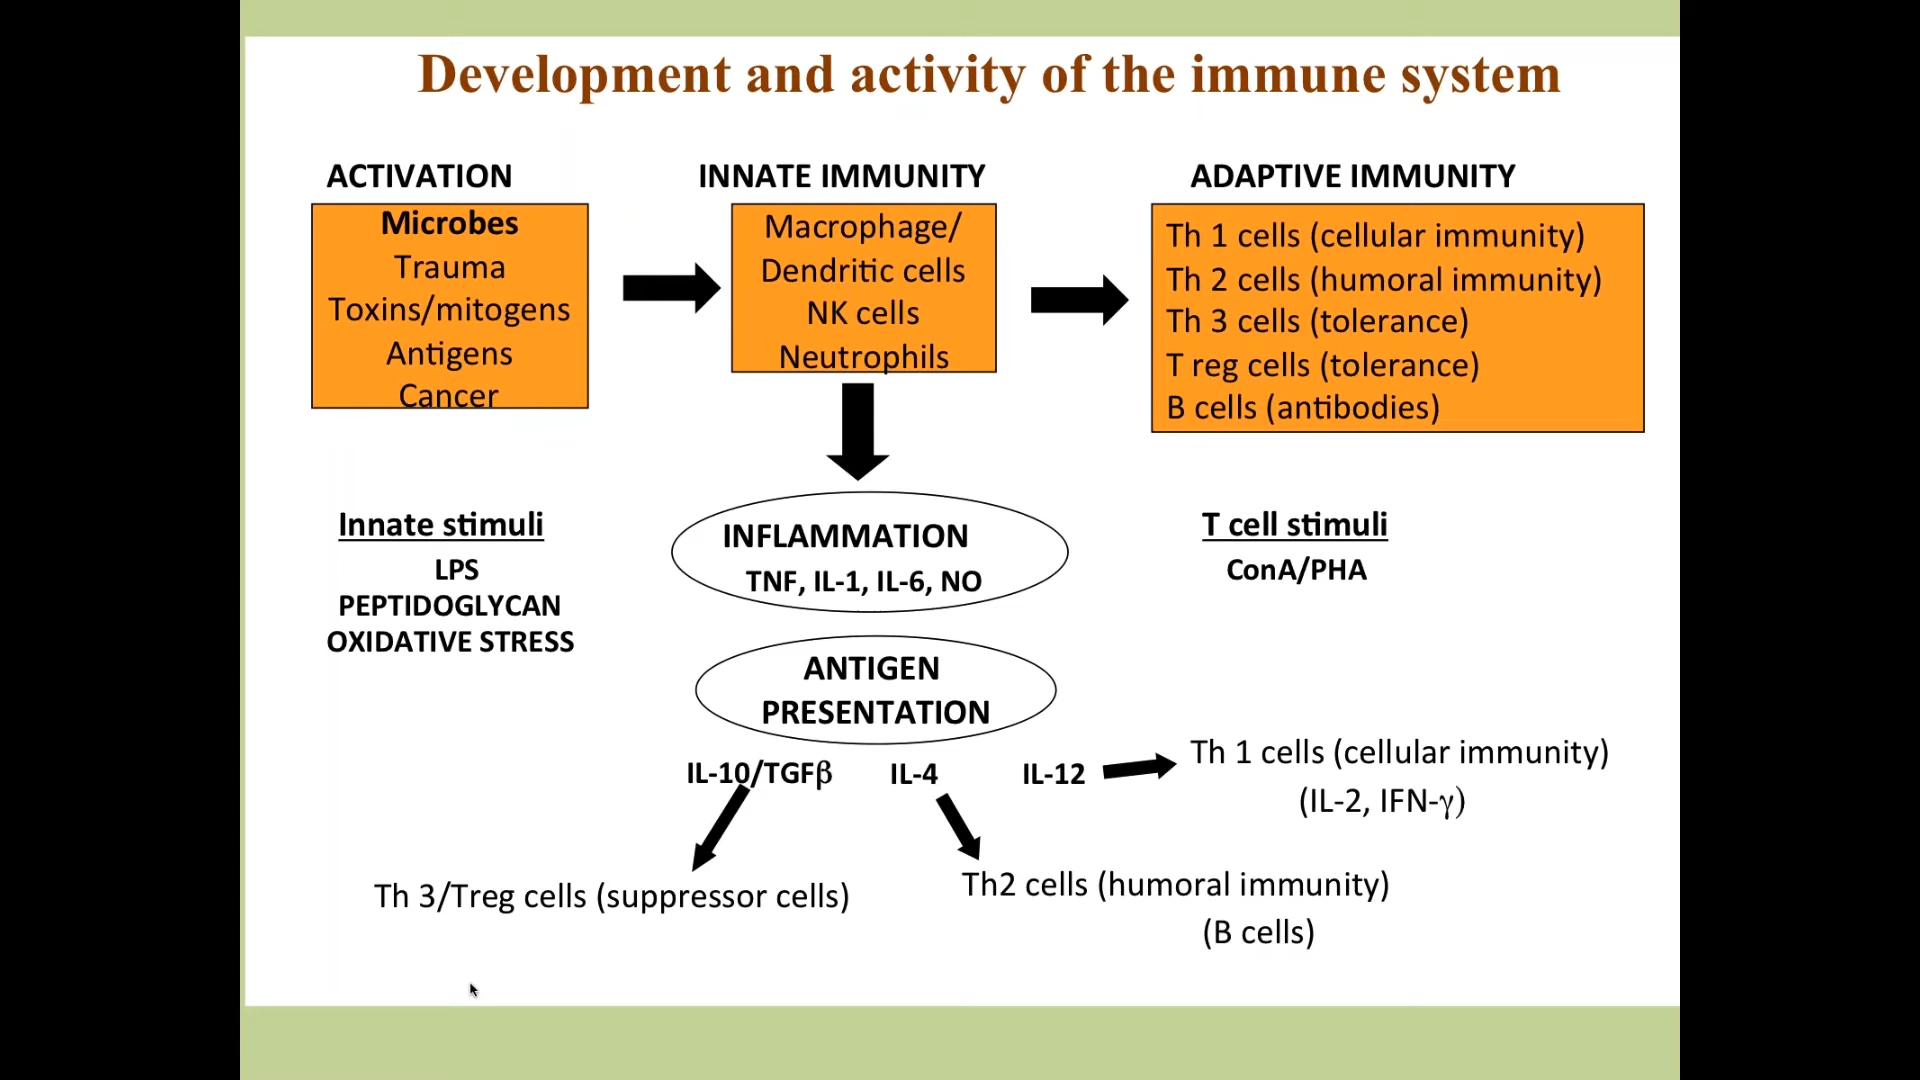 Development and activity of the immune system
ACTIVATION
Microbes
Trauma
Toxins/mitogens
Antigens
Cancer
INNATE IMMUNITY
Macrophage/
Dendritic cells
NK cells
Neutrophils
ADAPTIVE IMMUNITY
Th 1 cells (cellular immunity)
Th 2 cells (humoral immunity)
Th 3 cells (tolerance)
T reg cells (tolerance)
B cells (antibodies)
Innate stimuli
LPS
PEPTIDOGLYCAN
OXIDATIVE STRESS
INFLAMMATION
TNF, IL-1, IL-6, NO
T cell stimuli
ConA/PHA
ANTIGEN
PRESENTATION
IL-10/TGFβ
IL-4
IL-12
Th 1 cells (cellular immunity)
(IL-2, IFN-γ)
Th 3/Treg cells (suppressor cells)
Th2 cells (humoral immunity)
(B cells)